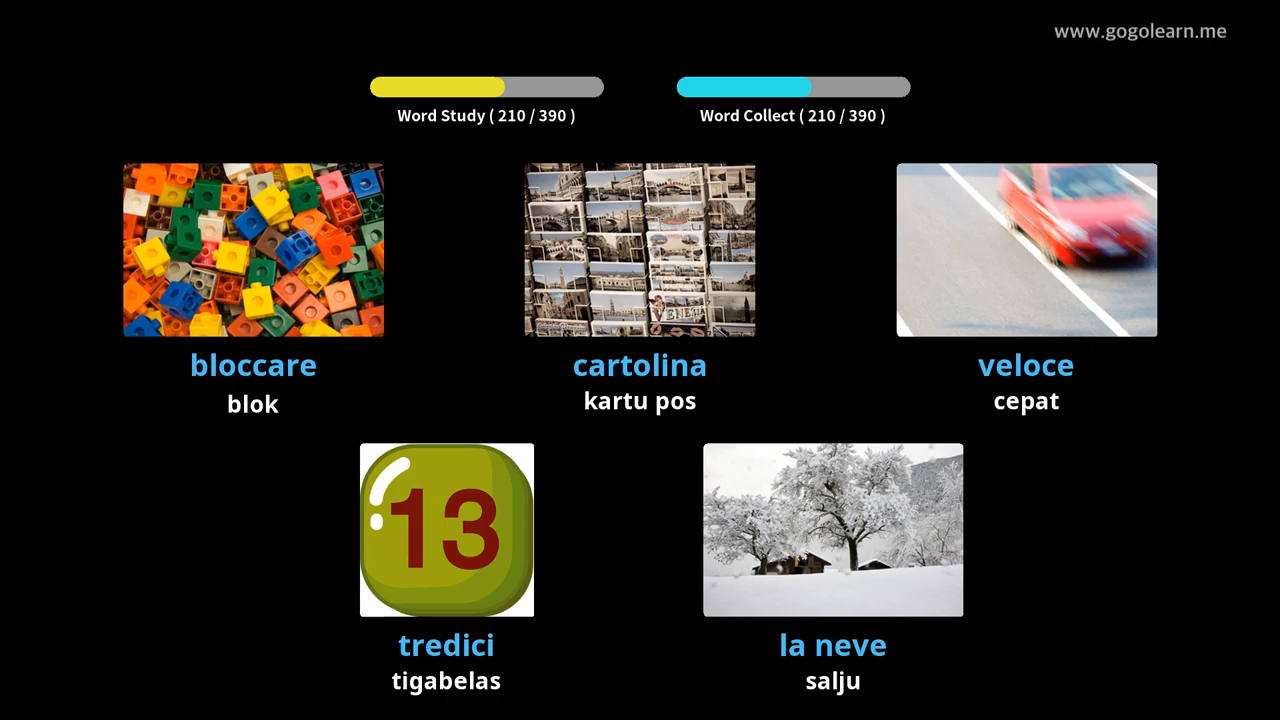 www.gogolearn.me
Word Study ( 210 / 390 )
Word Collect ( 210 / 390 )
bloccare
blok
cartolina
kartu pos
veloce
cepat
13
tredici
tigabelas
la neve
salju